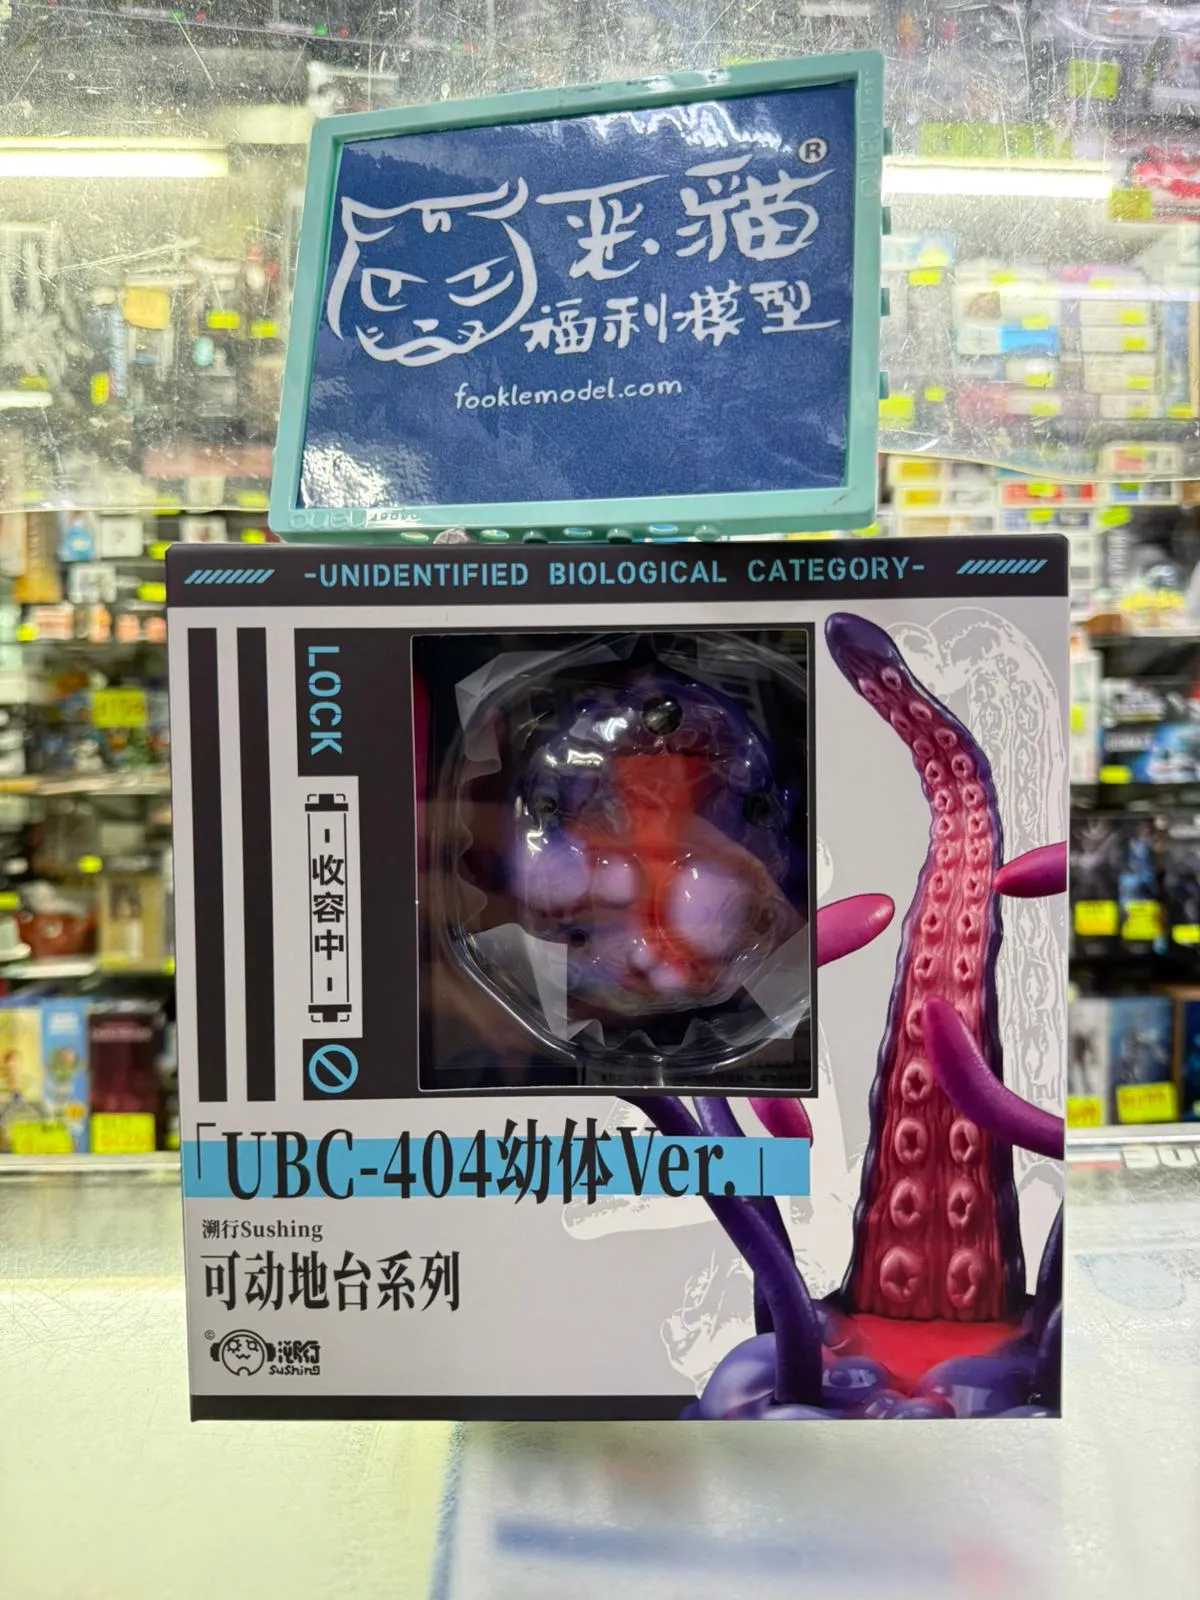 恶猫®
福利模型
fooklemodel.com
-UNIDENTIFIED BIOLOGICAL CATEGORY-
LOCK
-收容中-
「UBC-404幼体Ver.」
溯行Sushing
可动地台系列
©
溯行
sushing